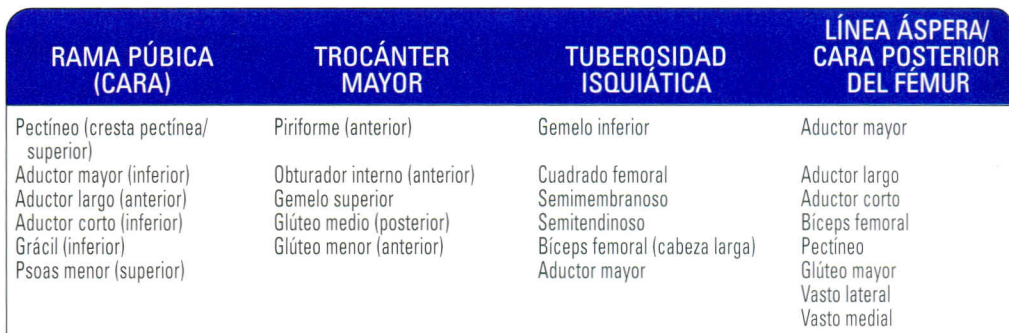 RAMA PÚBICA
(CARA)
TROCÁNTER
MAYOR
TUBEROSIDAD
ISQUIÁTICA
LÍNEA ÁSPERA/
CARA POSTERIOR
DEL FÉMUR
Pectíneo (cresta pectínea/
superior)
Aductor mayor (inferior)
Aductor largo (anterior)
Aductor corto (inferior)
Grácil (inferior)
Psoas menor (superior)
Piriforme (anterior)
Obturador interno (anterior)
Gemelo superior
Glúteo medio (posterior)
Glúteo menor (anterior)
Gemelo inferior
Cuadrado femoral
Semimembranoso
Semitendinoso
Bíceps femoral (cabeza larga)
Aductor mayor
Aductor mayor
Aductor largo
Aductor corto
Bíceps femoral
Pectíneo
Glúteo mayor
Vasto lateral
Vasto medial